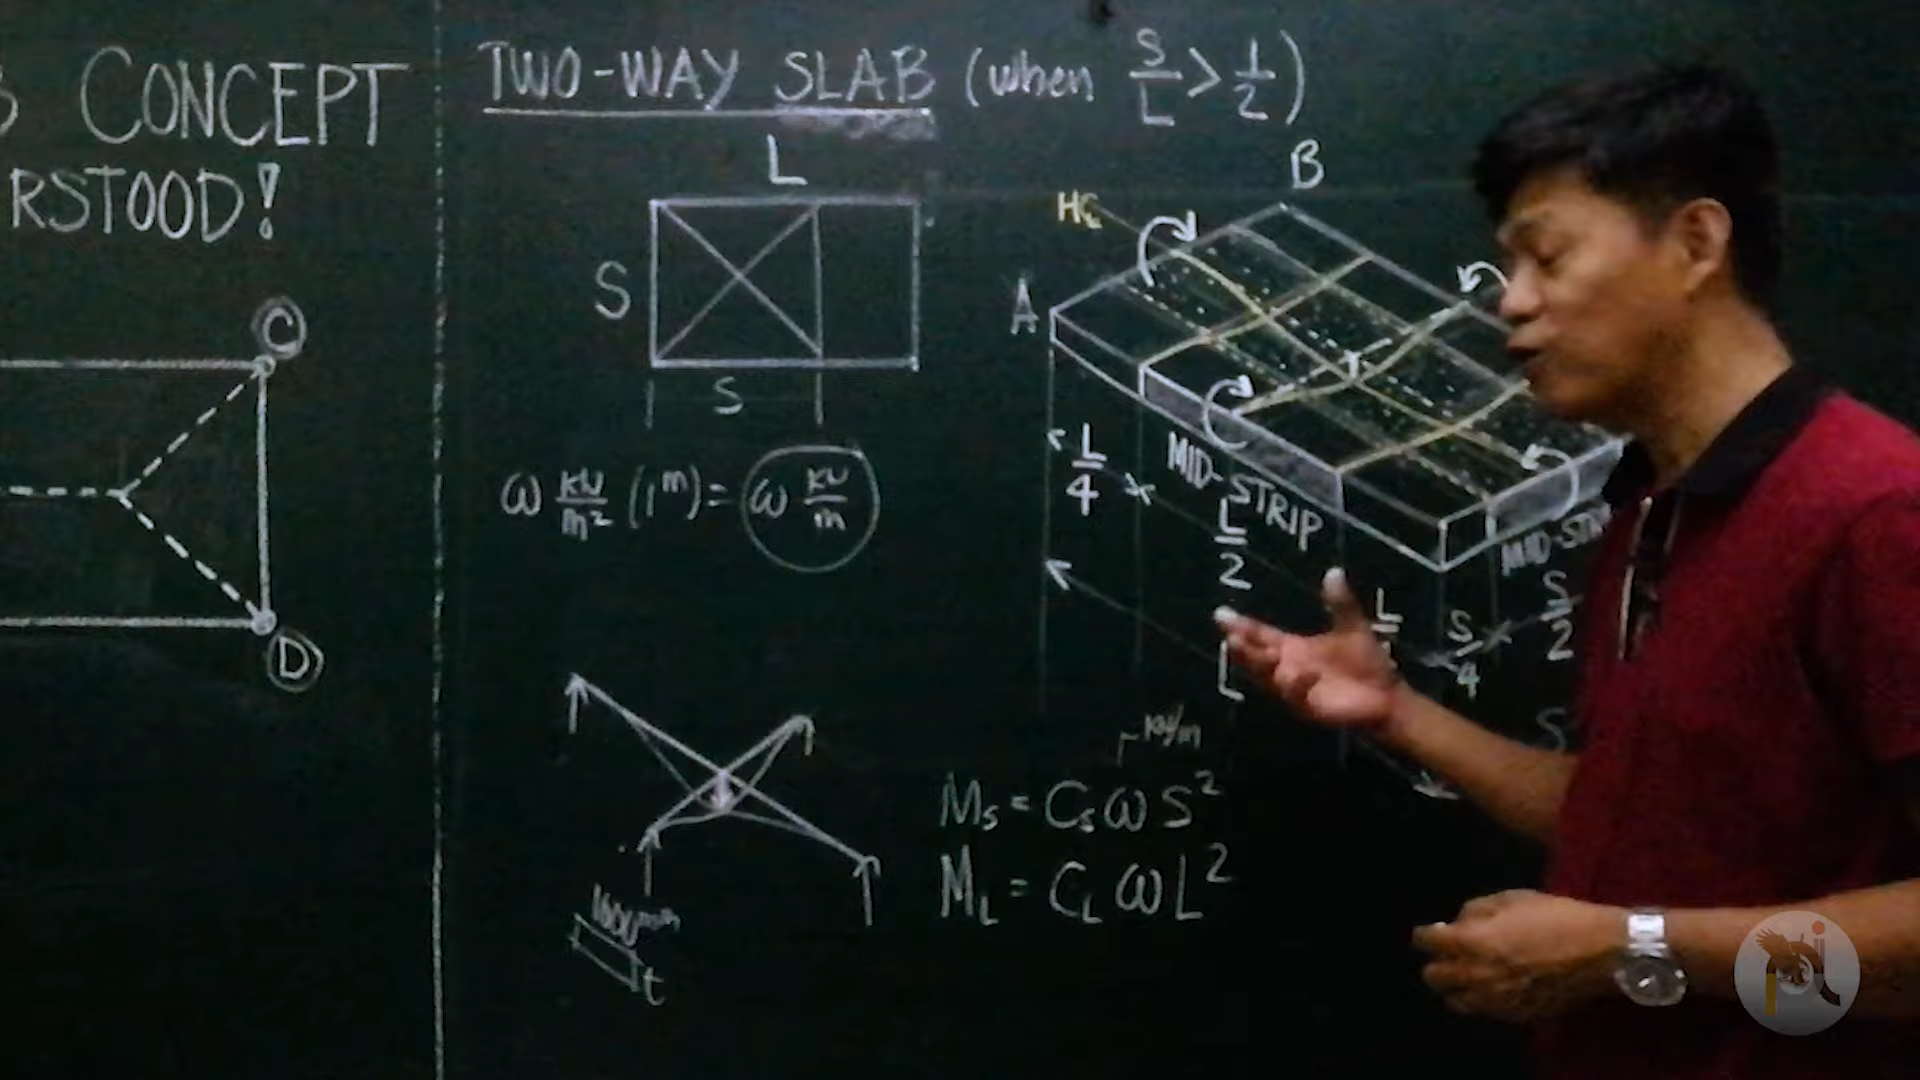 CONCEPT
RSTOOD!
C
D
TWO-WAY SLAB (when S/L > 1/2)
L
S
S
ω kN/m² (1m) = ω kN/m
1000mm
t
B
H℄
A
MID-STRIP
L/4
L/2
L
L
S/4
S/2
S
kN/m
Ms = Cs ω S²
ML = CL ω L²